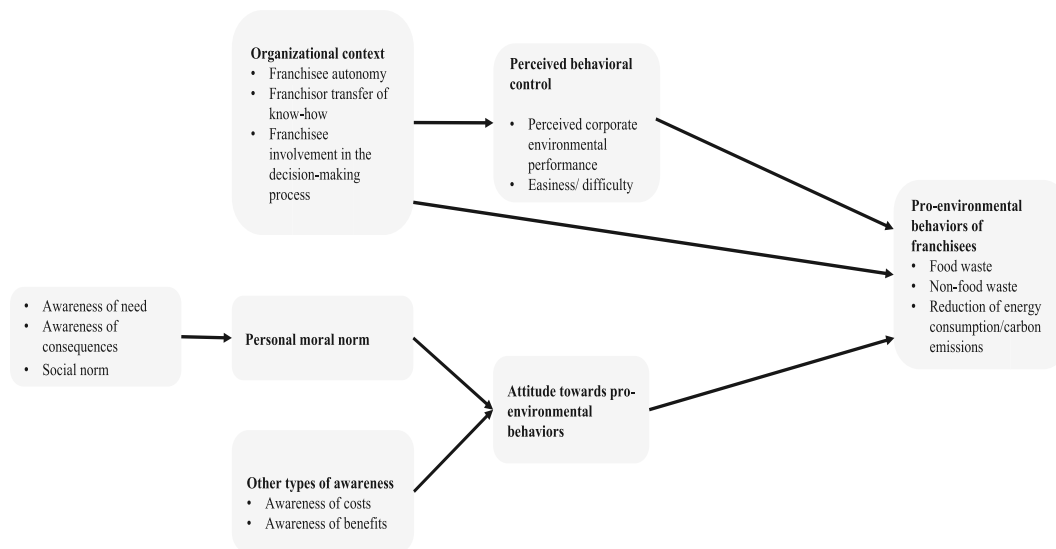 Organizational context
• Franchisee autonomy
• Franchisor transfer of
know-how
• Franchisee
involvement in the
decision-making
process
Perceived behavioral
control
• Perceived corporate
environmental
performance
• Easiness/ difficulty
Pro-environmental
behaviors of
franchisees
• Food waste
• Non-food waste
• Reduction of energy
consumption/carbon
emissions
• Awareness of need
• Awareness of
consequences
• Social norm
Personal moral norm
Attitude towards pro-
environmental
behaviors
Other types of awareness
• Awareness of costs
• Awareness of benefits